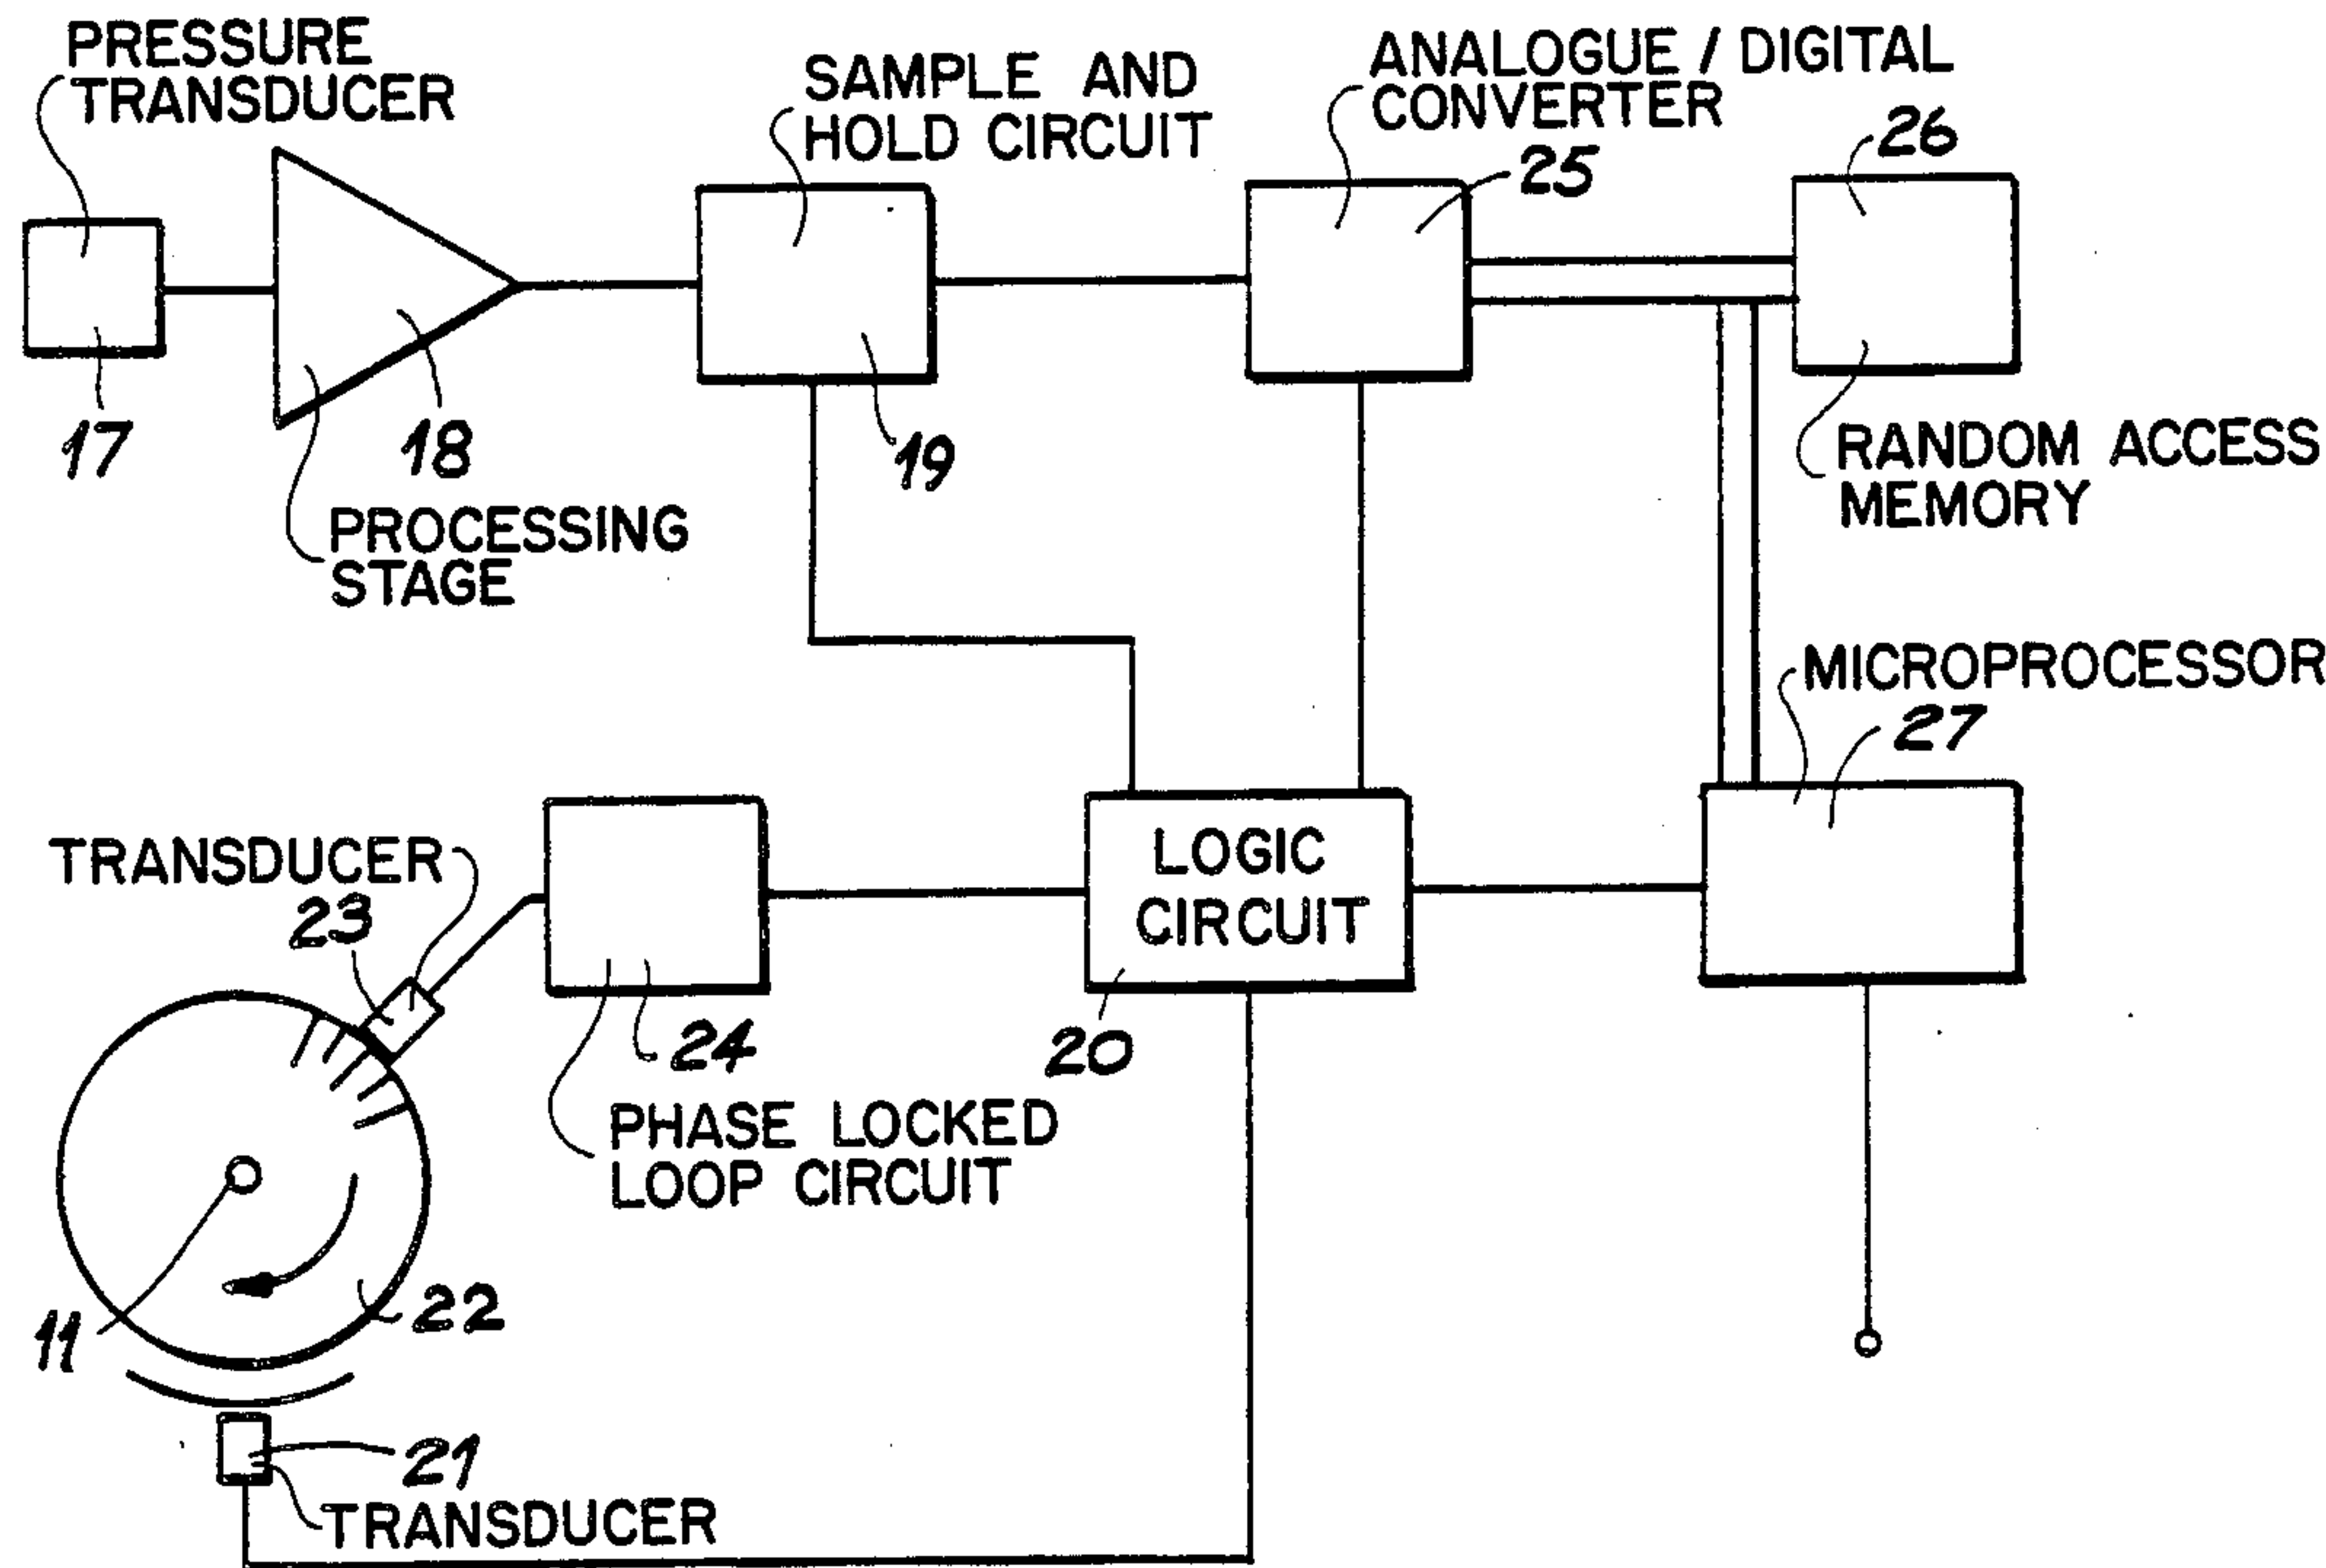 PRESSURE
TRANSDUCER
SAMPLE AND
HOLD CIRCUIT
ANALOGUE / DIGITAL
CONVERTER
25
26
17
18
19
PROCESSING
STAGE
RANDOM ACCESS
MEMORY
MICROPROCESSOR
27
TRANSDUCER
23
LOGIC
CIRCUIT
24
20
PHASE LOCKED
LOOP CIRCUIT
11
22
21
TRANSDUCER